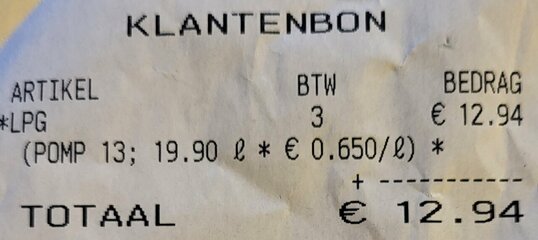 KLANTENBON
ARTIKEL BTW BEDRAG
*LPG 3 € 12.94
(POMP 13; 19.90 ℓ * € 0.650/ℓ) *
+ -----------
TOTAAL € 12.94